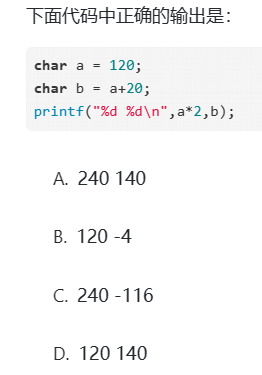 下面代码中正确的输出是：
char a = 120;
char b = a+20;
printf("%d %d\n",a*2,b);
A. 240 140
B. 120 -4
C. 240 -116
D. 120 140